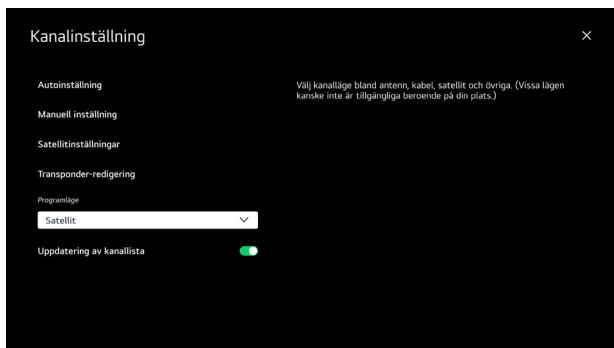 Kanalinställning
Autoinställning
Manuell inställning
Satellitinställningar
Transponder-redigering
Programläge
Satellit
Uppdatering av kanallista
Välj kanalläge bland antenn, kabel, satellit och övriga. (Vissa lägen
kanske inte är tillgängliga beroende på din plats.)